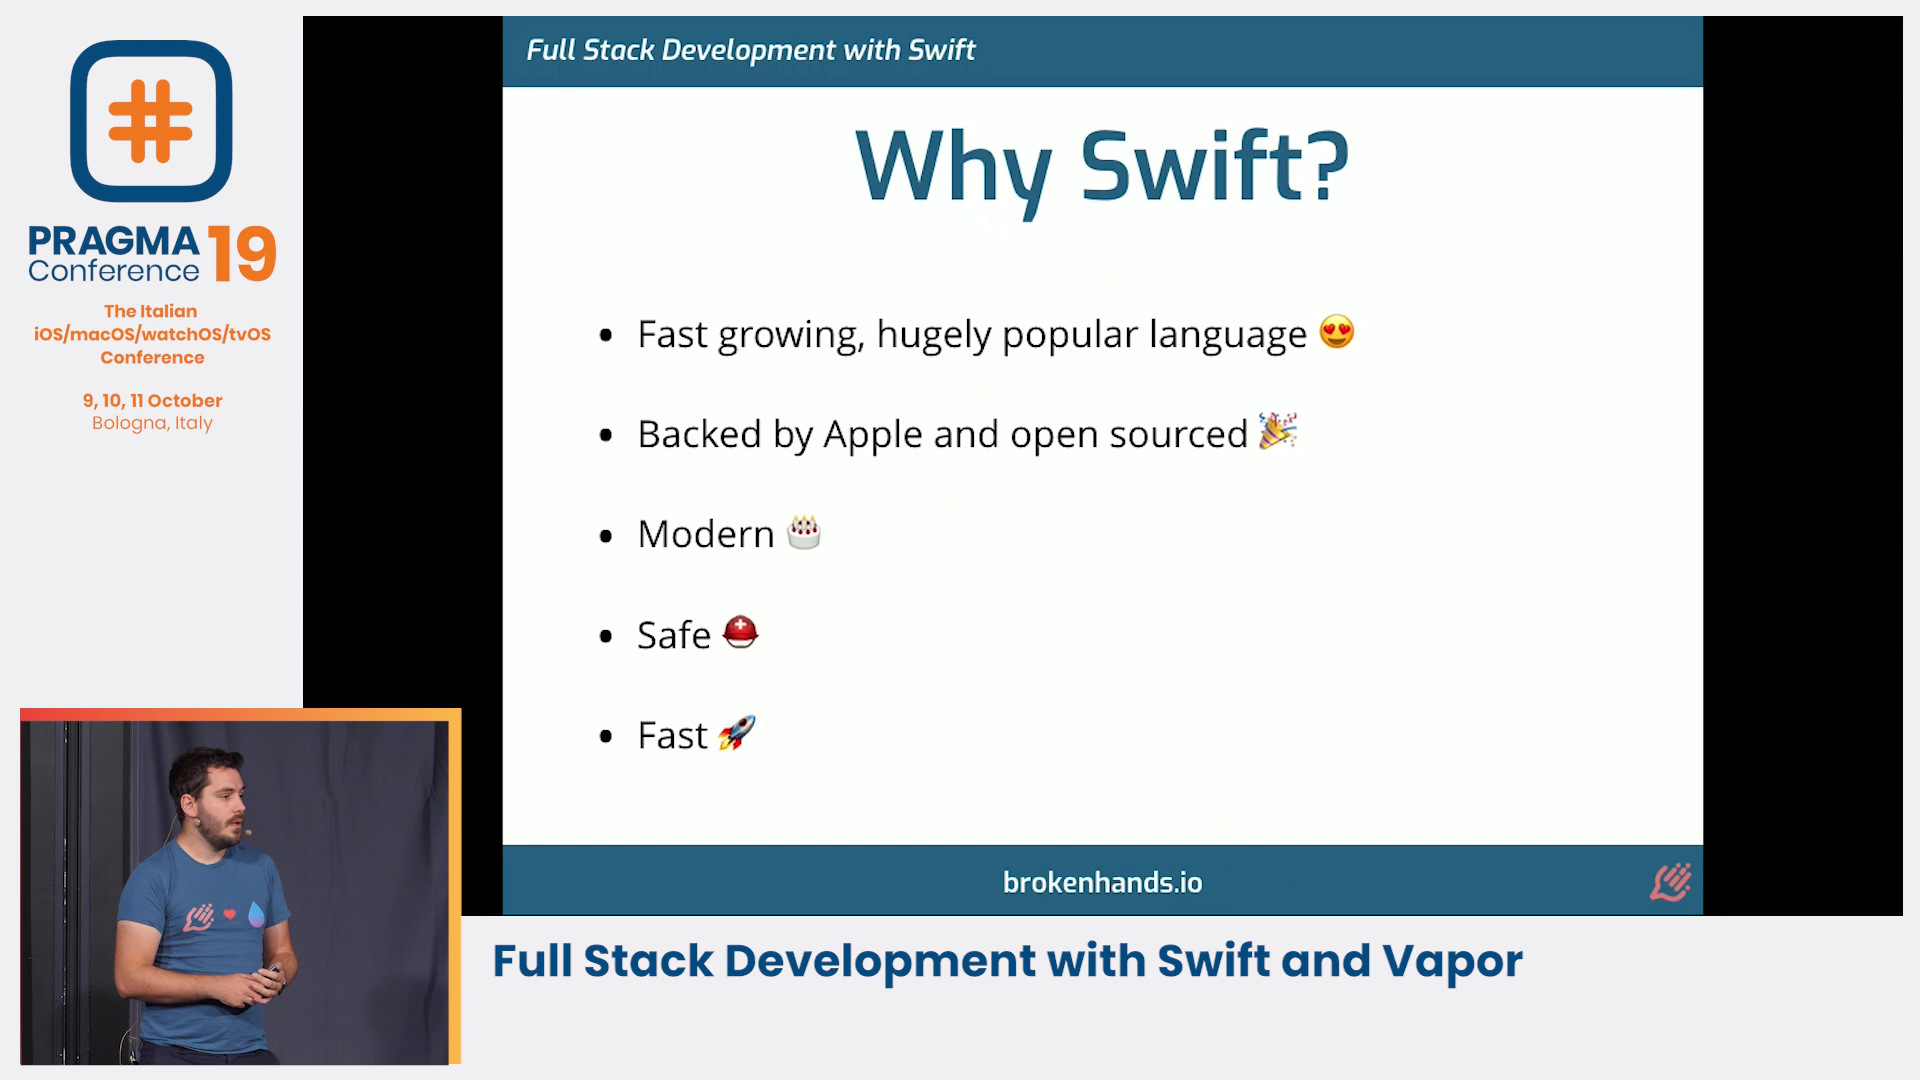 PRAGMA
Conference
19
The Italian
iOS/macOS/watchOS/tvOS
Conference
9, 10, 11 October
Bologna, Italy
Full Stack Development with Swift
Why Swift?
• Fast growing, hugely popular language 😍
• Backed by Apple and open sourced 🎉
• Modern 🎂
• Safe ⛑
• Fast 🚀
brokenhands.io
Full Stack Development with Swift and Vapor